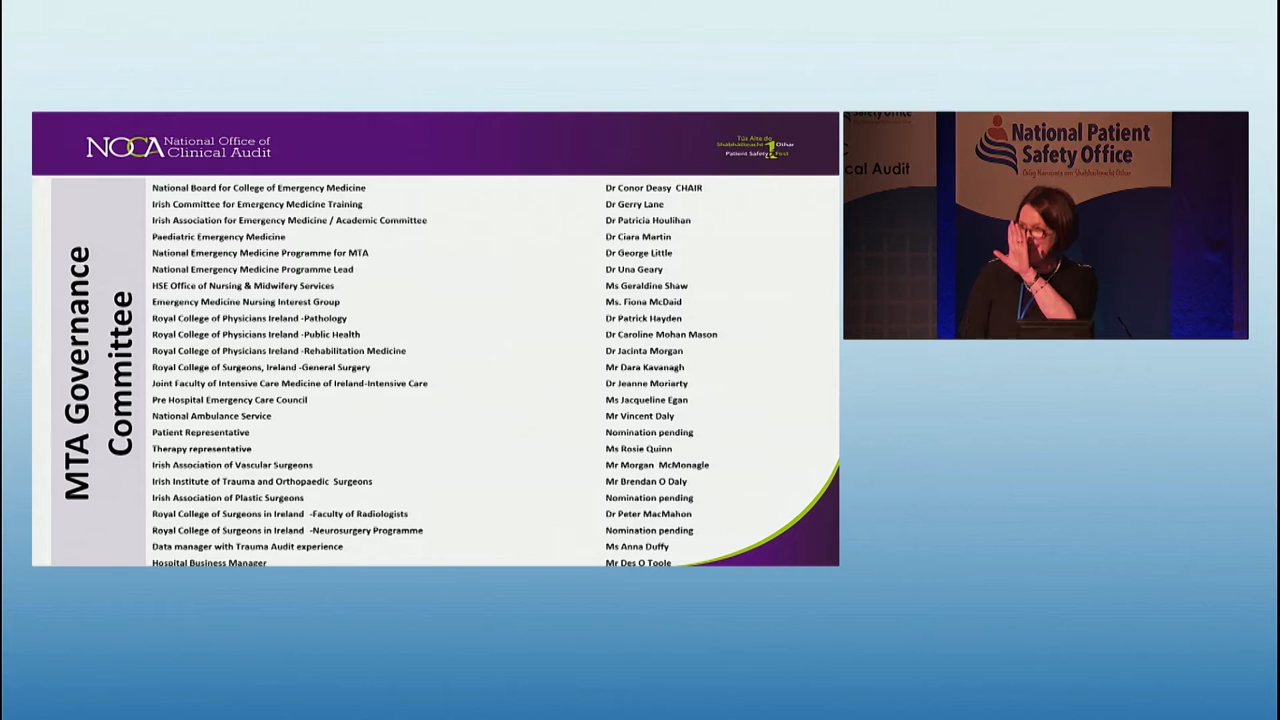 NOCA National Office of
Clinical Audit
Patient Safety 1st
MTA Governance
Committee
National Board for College of Emergency Medicine Dr Conor Deasy CHAIR
Irish Committee for Emergency Medicine Training Dr Gerry Lane
Irish Association for Emergency Medicine / Academic Committee Dr Patricia Houlihan
Paediatric Emergency Medicine Dr Ciara Martin
National Emergency Medicine Programme for MTA Dr George Little
National Emergency Medicine Programme Lead Dr Una Geary
HSE Office of Nursing & Midwifery Services Ms Geraldine Shaw
Emergency Medicine Nursing Interest Group Ms. Fiona McDaid
Royal College of Physicians Ireland -Pathology Dr Patrick Hayden
Royal College of Physicians Ireland -Public Health Dr Caroline Mohan Mason
Royal College of Physicians Ireland -Rehabilitation Medicine Dr Jacinta Morgan
Royal College of Surgeons, Ireland -General Surgery Mr Dara Kavanagh
Joint Faculty of Intensive Care Medicine of Ireland-Intensive Care Dr Jeanne Moriarty
Pre Hospital Emergency Care Council Ms Jacqueline Egan
National Ambulance Service Mr Vincent Daly
Patient Representative Nomination pending
Therapy representative Ms Rosie Quinn
Irish Association of Vascular Surgeons Mr Morgan McMonagle
Irish Institute of Trauma and Orthopaedic Surgeons Mr Brendan O Daly
Irish Association of Plastic Surgeons Nomination pending
Royal College of Surgeons in Ireland -Faculty of Radiologists Dr Peter MacMahon
Royal College of Surgeons in Ireland -Neurosurgery Programme Nomination pending
Data manager with Trauma Audit experience Ms Anna Duffy
Hospital Business Manager Mr Des O Toole
Safety Office
cal Audit
National Patient
Safety Office